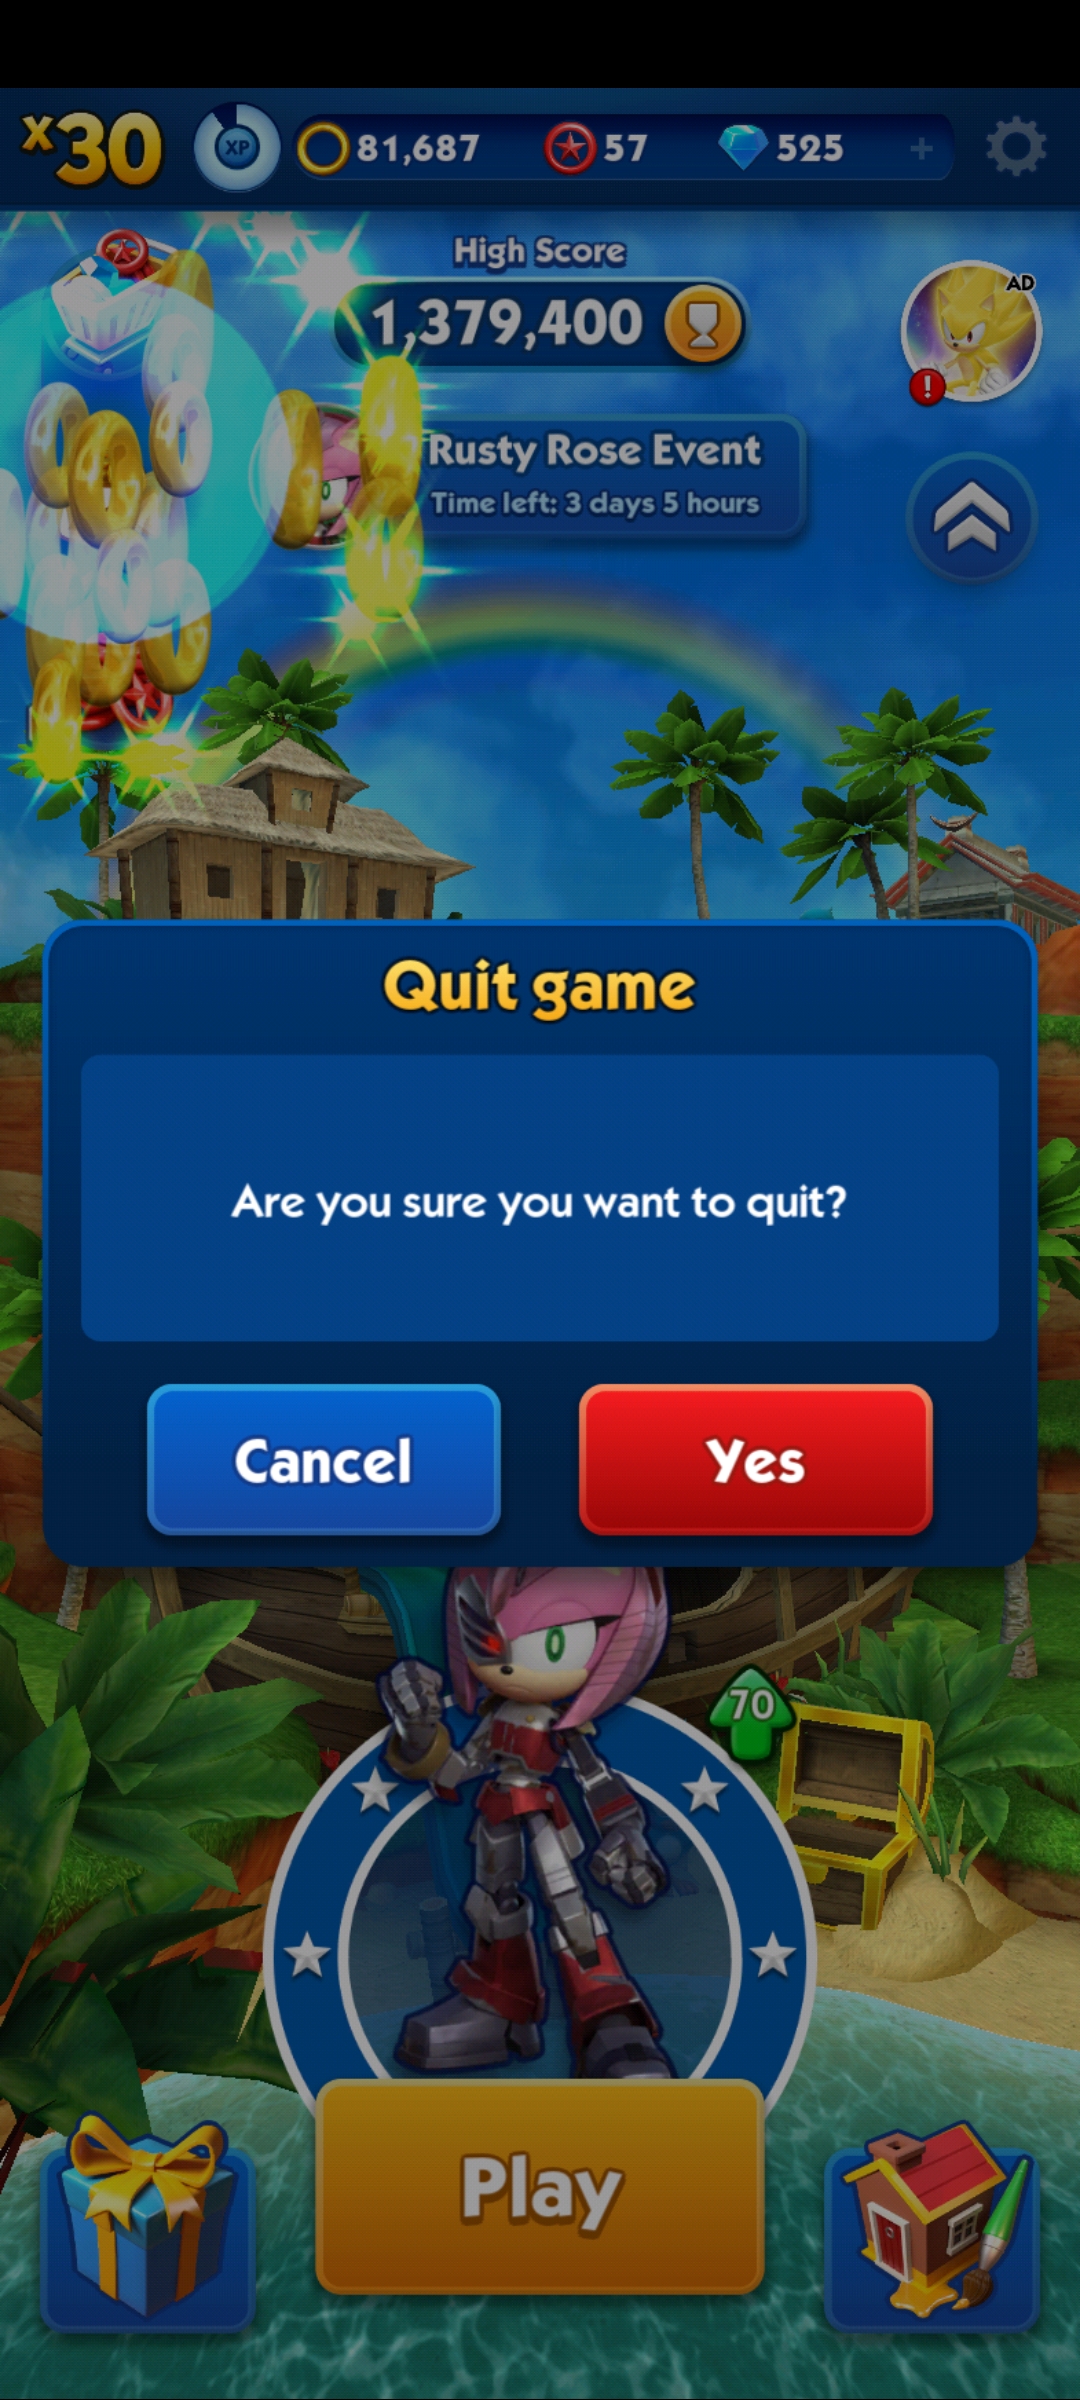 x30
XP
81,687
57
525
+
High Score
1,379,400
AD
!
Rusty Rose Event
Time left: 3 days 5 hours
Quit game
Are you sure you want to quit?
Cancel
Yes
70
Play